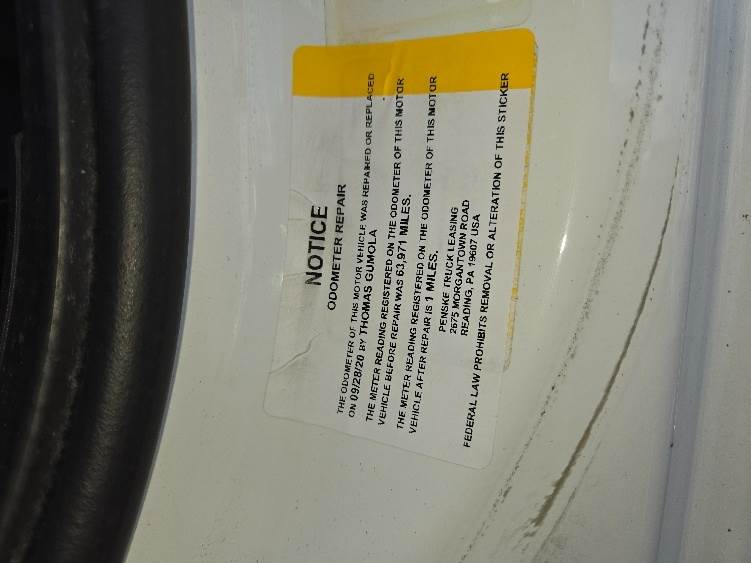 NOTICE
ODOMETER REPAIR
THE ODOMETER OF THIS MOTOR VEHICLE WAS REPAIRED OR REPLACED
ON 09/28/20 BY THOMAS GUMOLA
THE METER READING REGISTERED ON THE ODOMETER OF THIS MOTOR
VEHICLE BEFORE REPAIR WAS 63,971 MILES.
THE METER READING REGISTERED ON THE ODOMETER OF THIS MOTOR
VEHICLE AFTER REPAIR IS 1 MILES.
PENSKE TRUCK LEASING
2675 MORGANTOWN ROAD
READING, PA 19607 USA
FEDERAL LAW PROHIBITS REMOVAL OR ALTERATION OF THIS STICKER